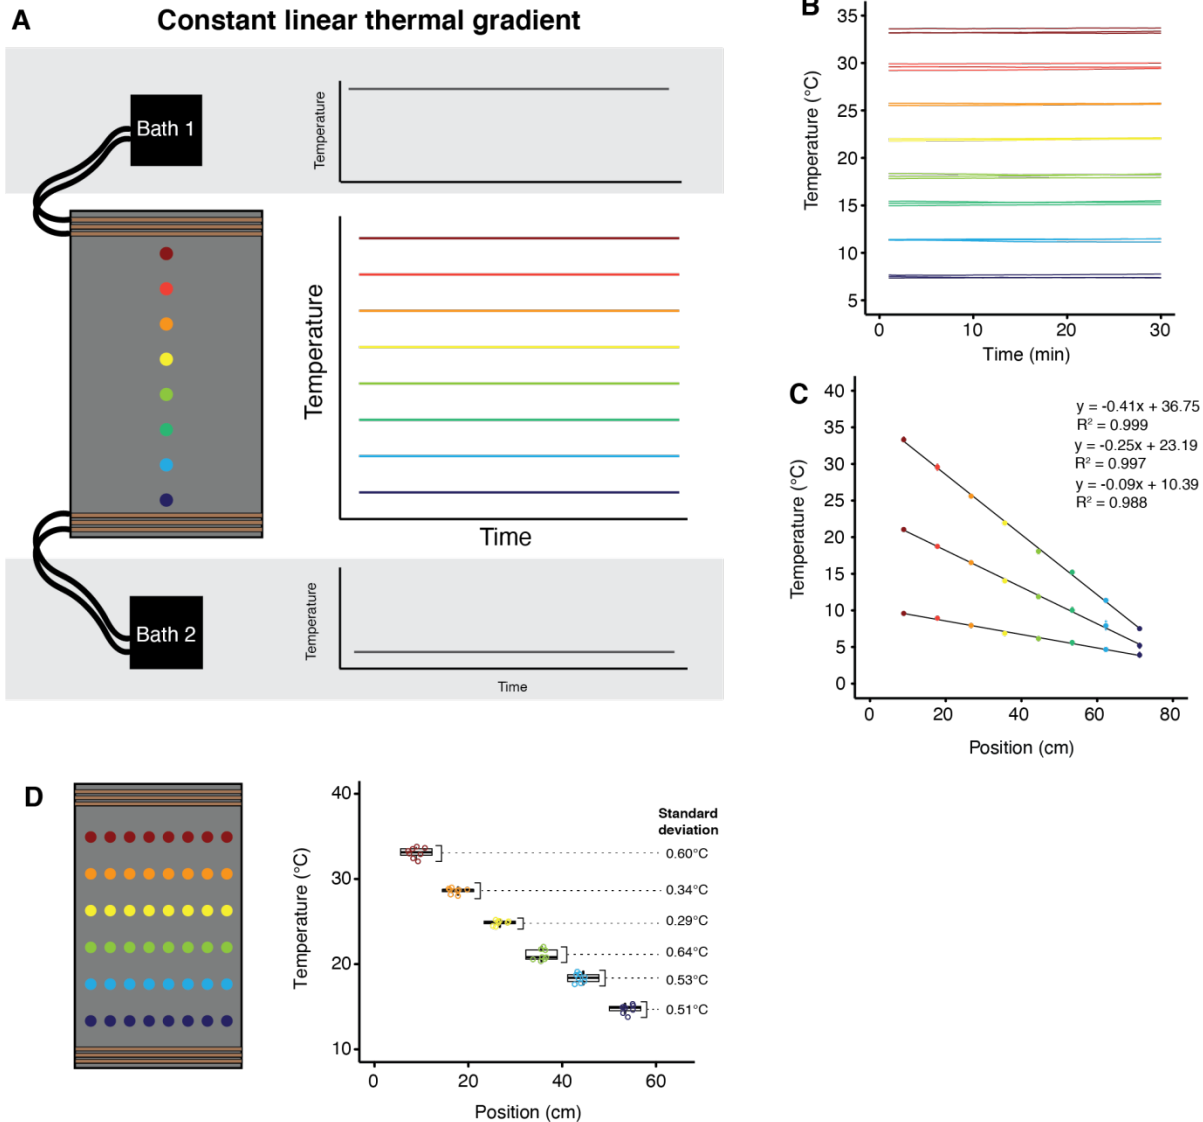 A
Constant linear thermal gradient
Bath 1
Temperature
Temperature
Time
Bath 2
Temperature
Time
B
Temperature (°C)
35
30
25
20
15
10
5
0
10
20
30
Time (min)
C
Temperature (°C)
40
35
30
25
20
15
10
5
0
y = -0.41x + 36.75
R² = 0.999
y = -0.25x + 23.19
R² = 0.997
y = -0.09x + 10.39
R² = 0.988
0
20
40
60
80
Position (cm)
D
Temperature (°C)
40
30
20
10
Standard
deviation
0.60°C
0.34°C
0.29°C
0.64°C
0.53°C
0.51°C
0
20
40
60
Position (cm)